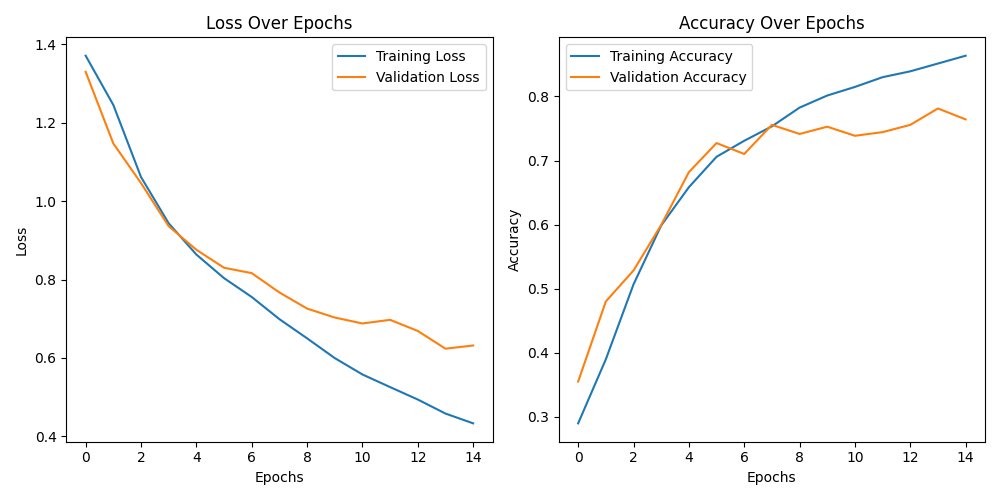 Loss Over Epochs
Training Loss
Validation Loss
1.4
1.2
1.0
0.8
0.6
0.4
Loss
0 2 4 6 8 10 12 14
Epochs
Accuracy Over Epochs
Training Accuracy
Validation Accuracy
0.8
0.7
0.6
0.5
0.4
0.3
Accuracy
0 2 4 6 8 10 12 14
Epochs